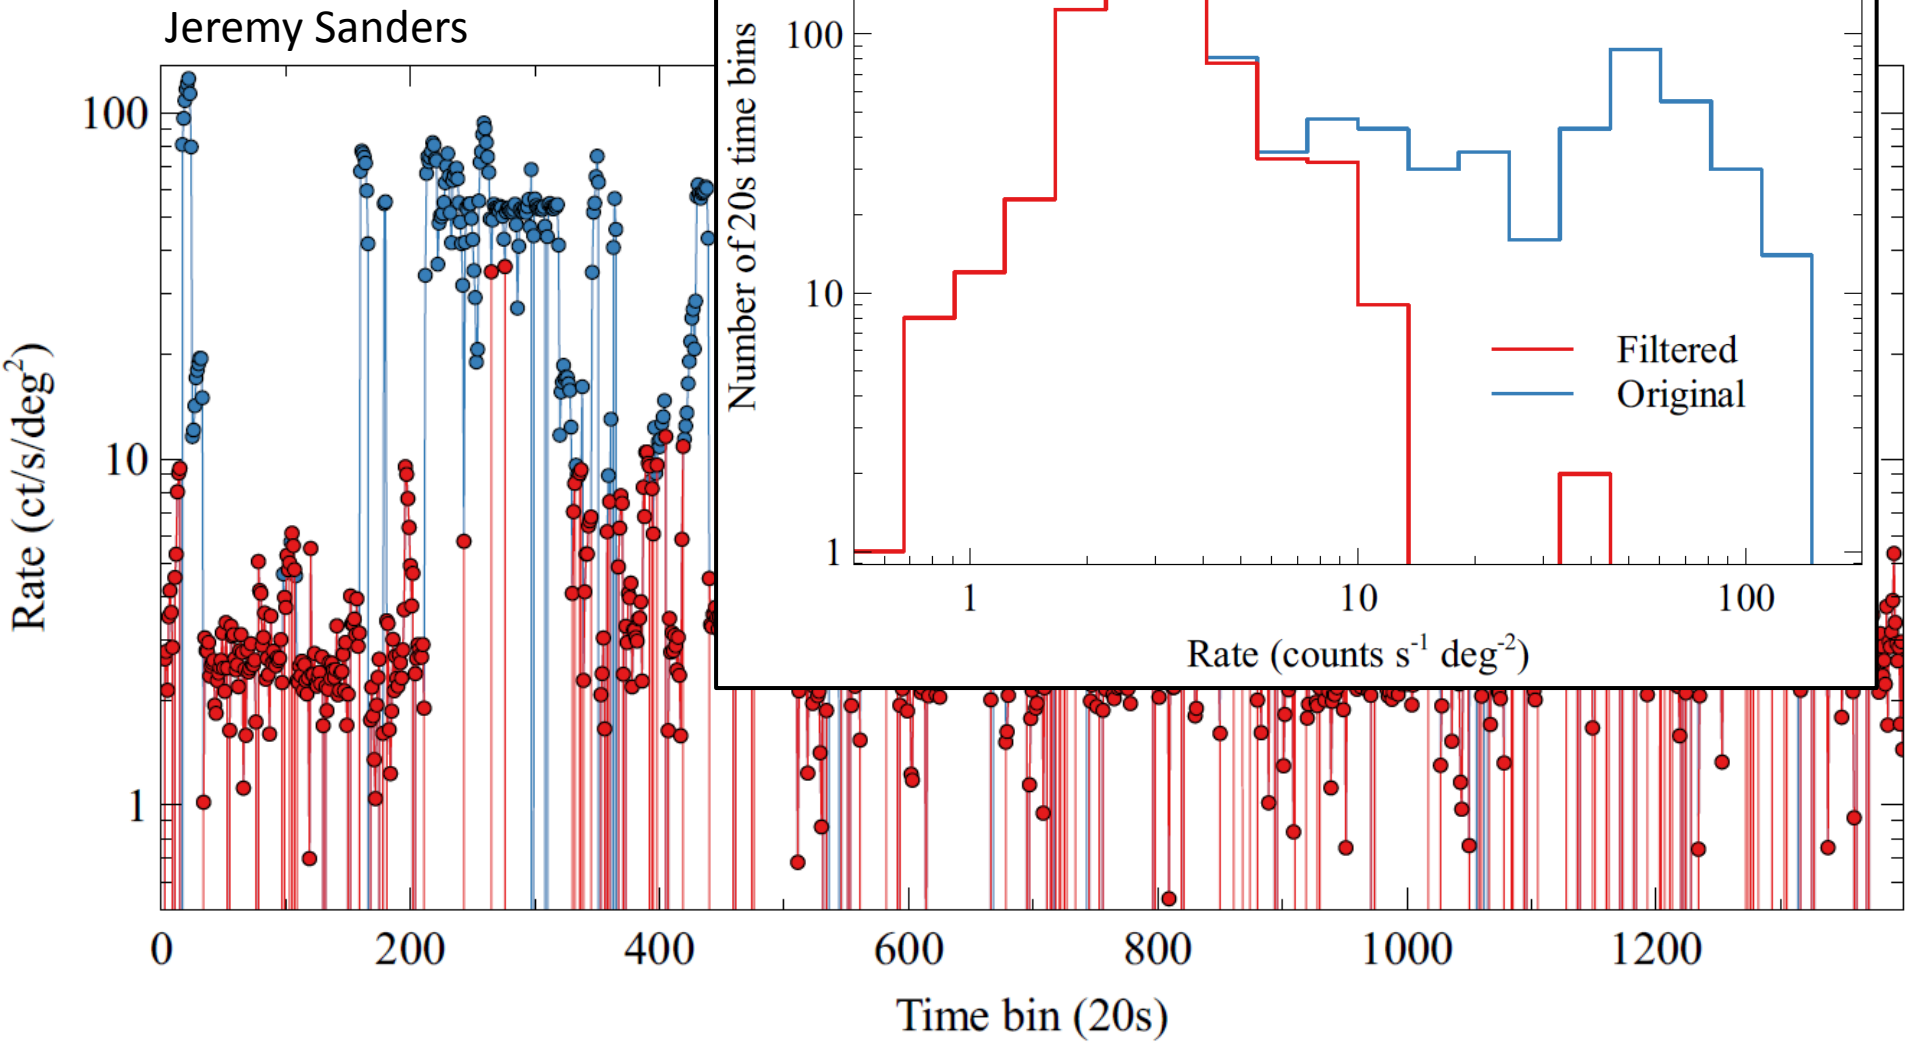 Jeremy Sanders
Rate (ct/s/deg²)
100
10
1
0 200 400 600 800 1000 1200
Time bin (20s)
Number of 20s time bins
100
10
1
Filtered
Original
1 10 100
Rate (counts s⁻¹ deg⁻²)